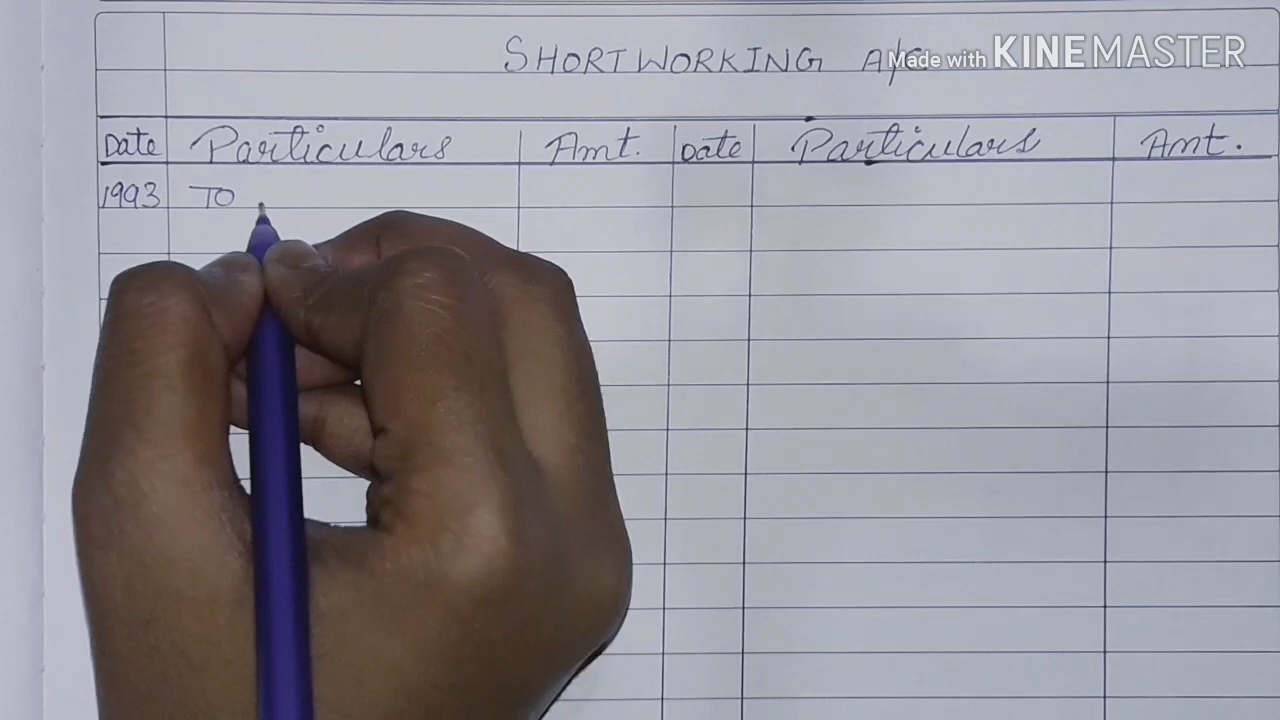 SHORTWORKING A/C
Made with KINEMASTER
Date Particulars Amt. Date Particulars Amt.
1993 TO